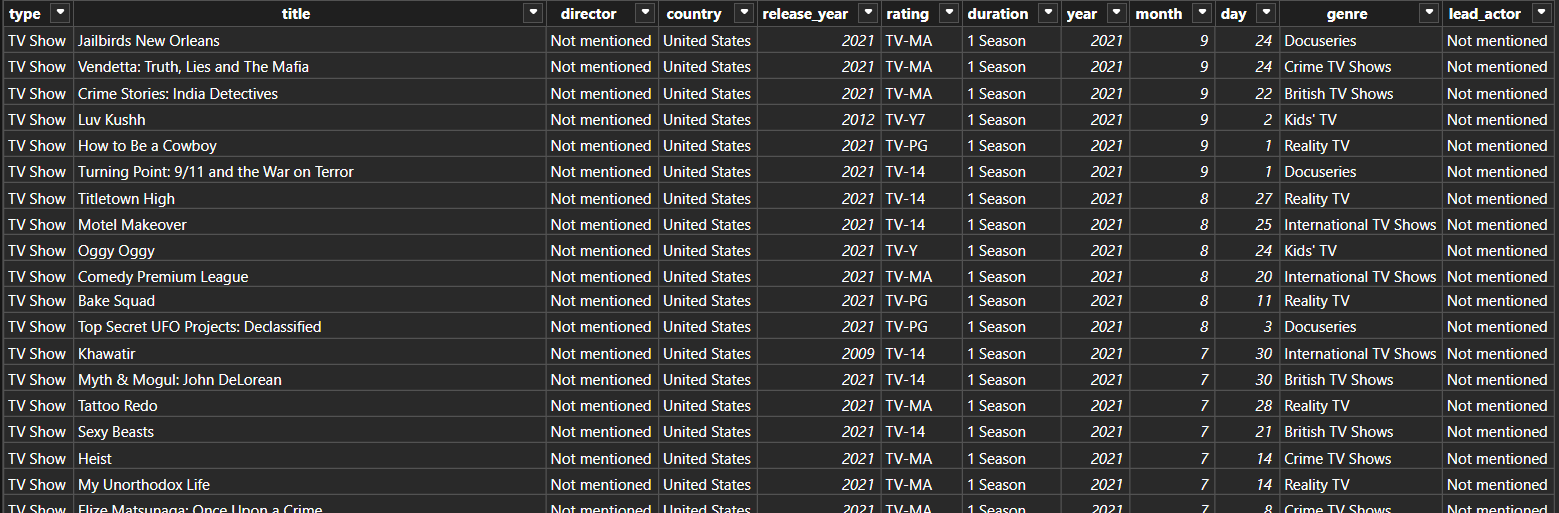 type title director country release_year rating duration year month day genre lead_actor
TV Show Jailbirds New Orleans Not mentioned United States 2021 TV-MA 1 Season 2021 9 24 Docuseries Not mentioned
TV Show Vendetta: Truth, Lies and The Mafia Not mentioned United States 2021 TV-MA 1 Season 2021 9 24 Crime TV Shows Not mentioned
TV Show Crime Stories: India Detectives Not mentioned United States 2021 TV-MA 1 Season 2021 9 22 British TV Shows Not mentioned
TV Show Luv Kushh Not mentioned United States 2012 TV-Y7 1 Season 2021 9 2 Kids' TV Not mentioned
TV Show How to Be a Cowboy Not mentioned United States 2021 TV-PG 1 Season 2021 9 1 Reality TV Not mentioned
TV Show Turning Point: 9/11 and the War on Terror Not mentioned United States 2021 TV-14 1 Season 2021 9 1 Docuseries Not mentioned
TV Show Titletown High Not mentioned United States 2021 TV-14 1 Season 2021 8 27 Reality TV Not mentioned
TV Show Motel Makeover Not mentioned United States 2021 TV-14 1 Season 2021 8 25 International TV Shows Not mentioned
TV Show Oggy Oggy Not mentioned United States 2021 TV-Y 1 Season 2021 8 24 Kids' TV Not mentioned
TV Show Comedy Premium League Not mentioned United States 2021 TV-MA 1 Season 2021 8 20 International TV Shows Not mentioned
TV Show Bake Squad Not mentioned United States 2021 TV-PG 1 Season 2021 8 11 Reality TV Not mentioned
TV Show Top Secret UFO Projects: Declassified Not mentioned United States 2021 TV-PG 1 Season 2021 8 3 Docuseries Not mentioned
TV Show Khawatir Not mentioned United States 2009 TV-14 1 Season 2021 7 30 International TV Shows Not mentioned
TV Show Myth & Mogul: John DeLorean Not mentioned United States 2021 TV-14 1 Season 2021 7 30 British TV Shows Not mentioned
TV Show Tattoo Redo Not mentioned United States 2021 TV-MA 1 Season 2021 7 28 Reality TV Not mentioned
TV Show Sexy Beasts Not mentioned United States 2021 TV-14 1 Season 2021 7 21 British TV Shows Not mentioned
TV Show Heist Not mentioned United States 2021 TV-MA 1 Season 2021 7 14 Crime TV Shows Not mentioned
TV Show My Unorthodox Life Not mentioned United States 2021 TV-MA 1 Season 2021 7 14 Reality TV Not mentioned
TV Show Elize Matsunaga: Once Upon a Crime Not mentioned United States 2021 TV-MA 1 Season 2021 7 8 Crime TV Shows Not mentioned